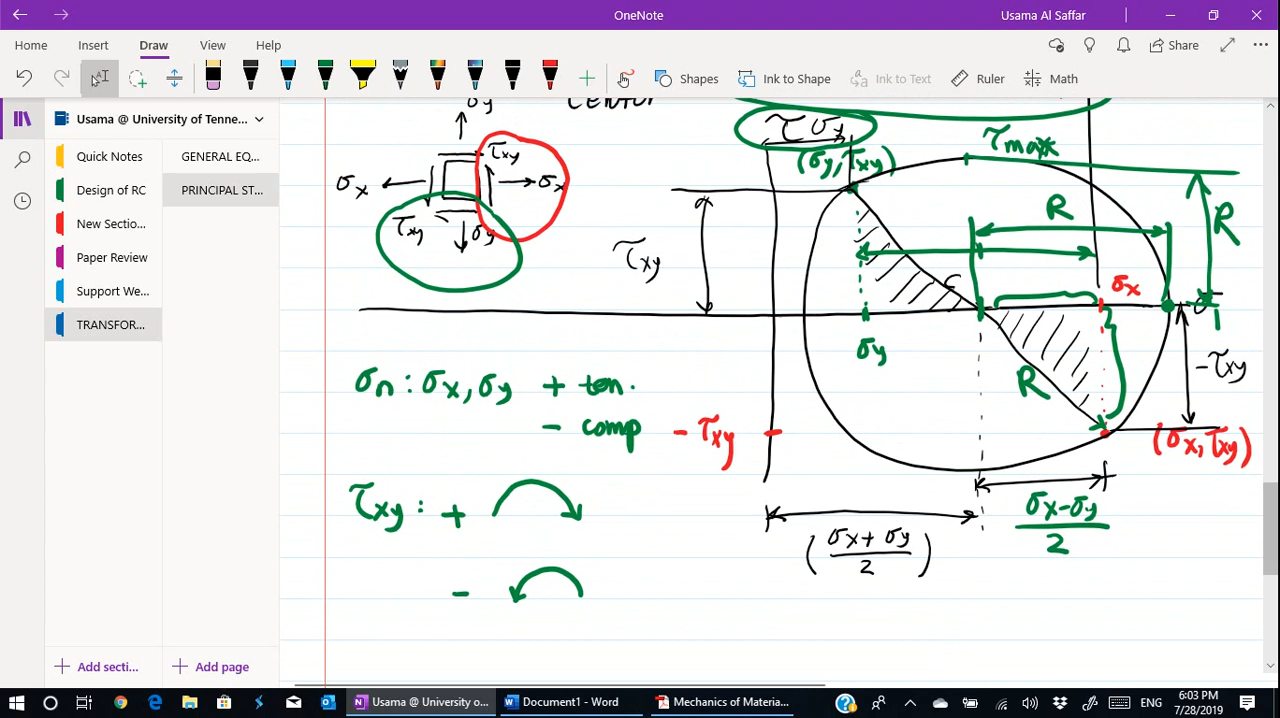 OneNote
Usama Al Saffar
Home Insert Draw View Help
Share
Shapes Ink to Shape Ink to Text Ruler Math
Usama @ University of Tenne...
Quick Notes
Design of RC
New Sectio...
Paper Review
Support We...
TRANSFOR...
GENERAL EQ...
PRINCIPAL ST...
Add secti...
Add page
CENTOR
σy
τxy
σx
σx
τxy
σy
τ σy
(σy, τxy)
τmax
R
R
τxy
C
σx
σ
σy
R
-τxy
(σx, τxy)
- τxy -
σn : σx, σy + ten.
- comp
τxy : +
-
(σx + σy / 2)
σx - σy / 2
Usama @ University o...
Document1 - Word
Mechanics of Materia...
ENG
6:03 PM
7/28/2019